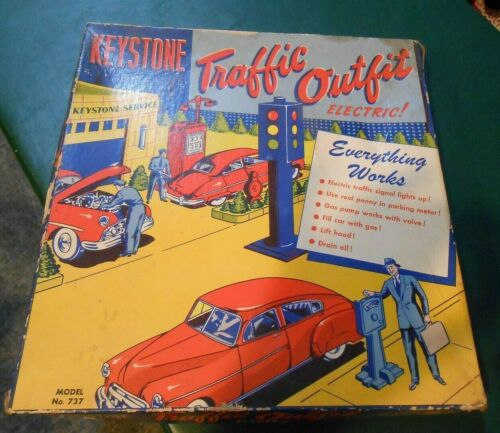 KEYSTONE
Traffic Outfit
ELECTRIC!
KEYSTONE SERVICE
Everything
Works
• Electric traffic signal lights up!
• Use real penny in parking meter!
• Gas pump works with valve!
• Fill car with gas!
• Lift hood!
• Drain oil!
MODEL
No. 737